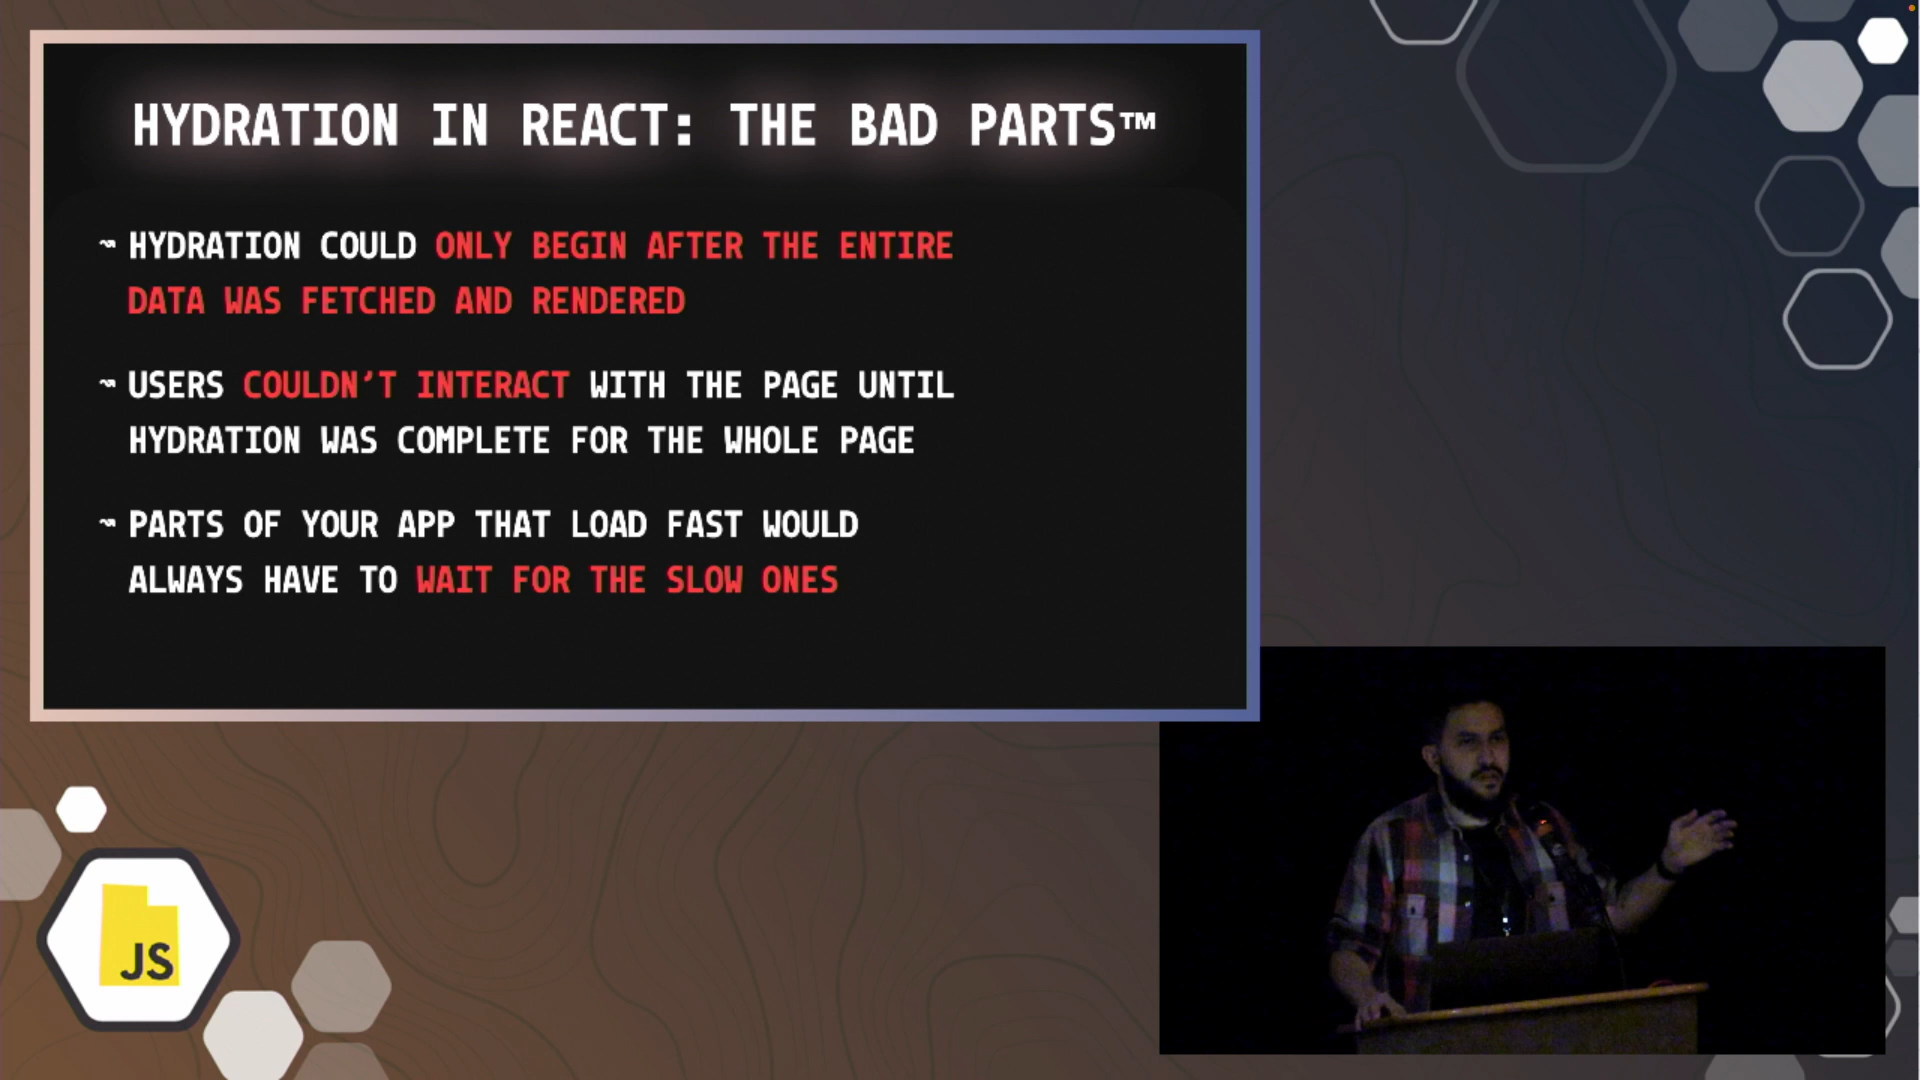 HYDRATION IN REACT: THE BAD PARTS™
↝ HYDRATION COULD ONLY BEGIN AFTER THE ENTIRE
DATA WAS FETCHED AND RENDERED
↝ USERS COULDN’T INTERACT WITH THE PAGE UNTIL
HYDRATION WAS COMPLETE FOR THE WHOLE PAGE
↝ PARTS OF YOUR APP THAT LOAD FAST WOULD
ALWAYS HAVE TO WAIT FOR THE SLOW ONES
JS